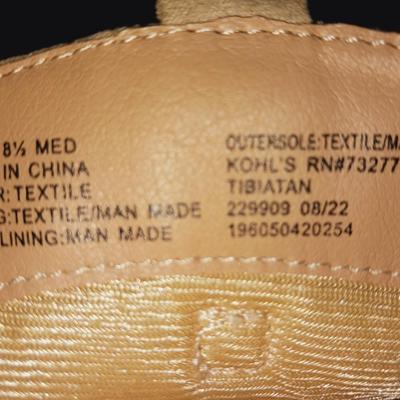 8½ MED
IN CHINA
R:TEXTILE
G:TEXTILE/MAN MADE
LINING:MAN MADE
OUTERSOLE:TEXTILE/MA
KOHL'S RN#73277
TIBIATAN
229909 08/22
196050420254